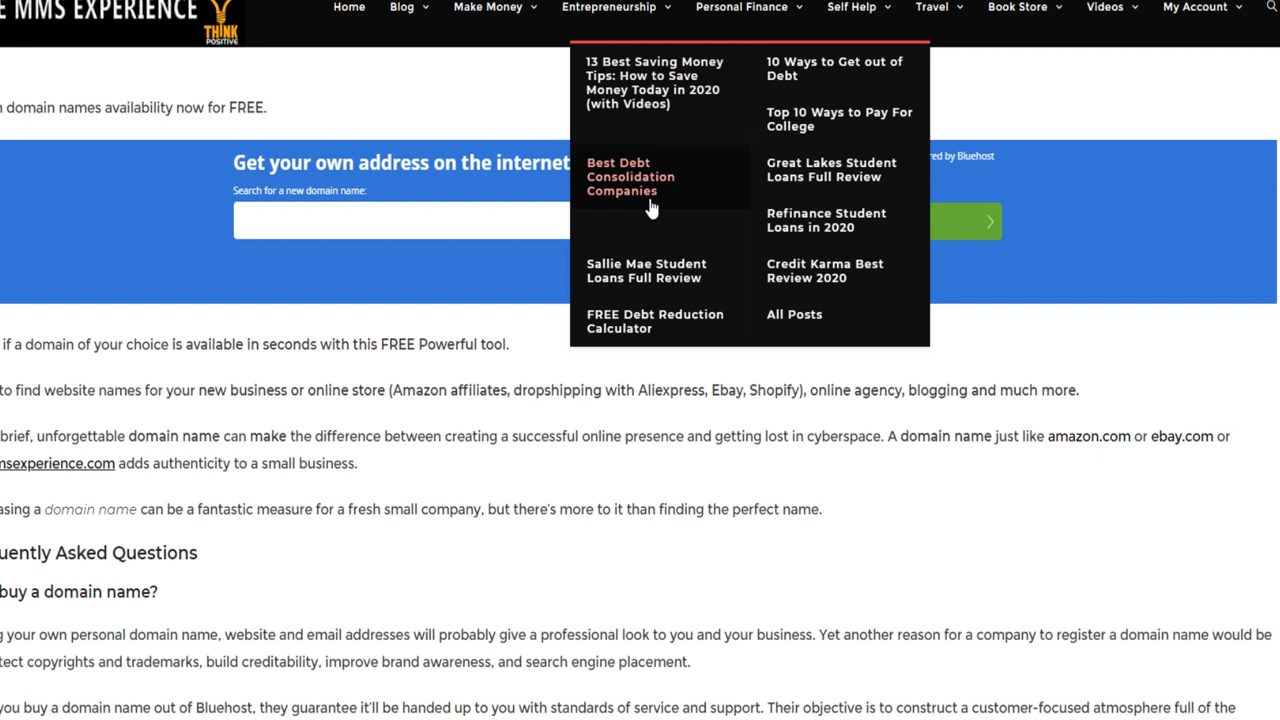 E MMS EXPERIENCE
THINK
POSITIVE
Home Blog Make Money Entrepreneurship Personal Finance Self Help Travel Book Store Videos My Account
13 Best Saving Money
Tips: How to Save
Money Today in 2020
(with Videos)
Best Debt
Consolidation
Companies
Sallie Mae Student
Loans Full Review
FREE Debt Reduction
Calculator
10 Ways to Get out of
Debt
Top 10 Ways to Pay For
College
Great Lakes Student
Loans Full Review
Refinance Student
Loans in 2020
Credit Karma Best
Review 2020
All Posts
domain names availability now for FREE.
Get your own address on the internet
ed by Bluehost
Search for a new domain name:
if a domain of your choice is available in seconds with this FREE Powerful tool.
to find website names for your new business or online store (Amazon affiliates, dropshipping with Aliexpress, Ebay, Shopify), online agency, blogging and much more.
brief, unforgettable domain name can make the difference between creating a successful online presence and getting lost in cyberspace. A domain name just like amazon.com or ebay.com or
msexperience.com adds authenticity to a small business.
asing a domain name can be a fantastic measure for a fresh small company, but there's more to it than finding the perfect name.
uently Asked Questions
buy a domain name?
g your own personal domain name, website and email addresses will probably give a professional look to you and your business. Yet another reason for a company to register a domain name would be
tect copyrights and trademarks, build creditability, improve brand awareness, and search engine placement.
you buy a domain name out of Bluehost, they guarantee it'll be handed up to you with standards of service and support. Their objective is to construct a customer-focused atmosphere full of the